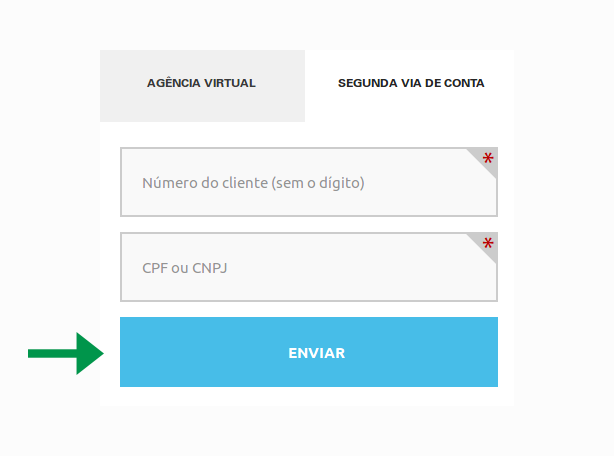 AGÊNCIA VIRTUAL
SEGUNDA VIA DE CONTA
Número do cliente (sem o dígito)
*
CPF ou CNPJ
*
ENVIAR